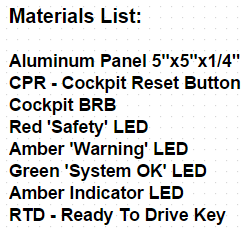 Materials List:
Aluminum Panel 5"x5"x1/4"
CPR - Cockpit Reset Button
Cockpit BRB
Red 'Safety' LED
Amber 'Warning' LED
Green 'System OK' LED
Amber Indicator LED
RTD - Ready To Drive Key